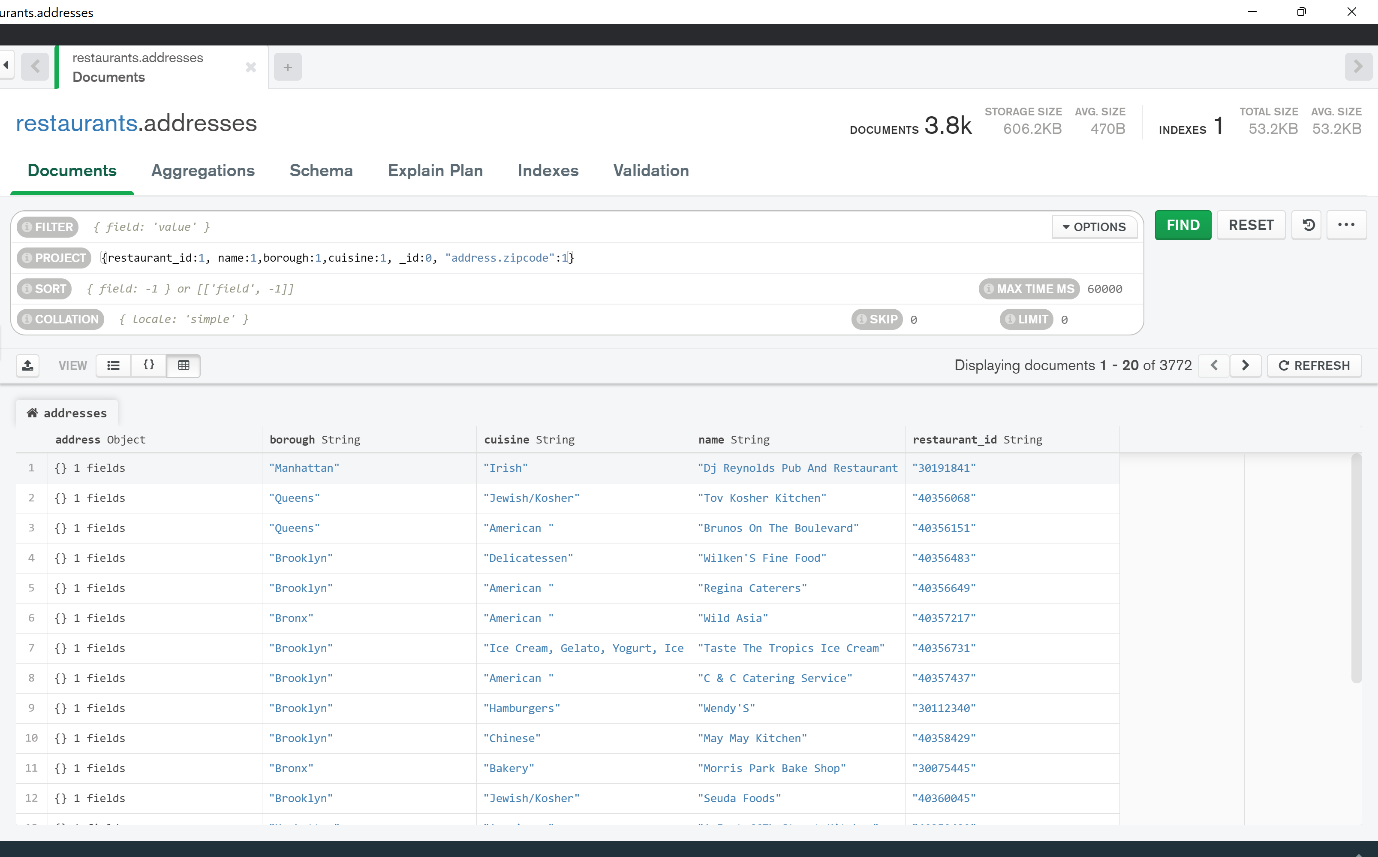 urants.addresses
restaurants.addresses
Documents
+
restaurants.addresses
DOCUMENTS 3.8k
STORAGE SIZE 606.2KB
AVG. SIZE 470B
INDEXES 1
TOTAL SIZE 53.2KB
AVG. SIZE 53.2KB
Documents Aggregations Schema Explain Plan Indexes Validation
FILTER { field: 'value' } OPTIONS FIND RESET ...
PROJECT {restaurant_id:1, name:1,borough:1,cuisine:1, _id:0, "address.zipcode":1}
SORT { field: -1 } or [['field', -1]] MAX TIME MS 60000
COLLATION { locale: 'simple' } SKIP 0 LIMIT 0
VIEW {} Displaying documents 1 - 20 of 3772 < > REFRESH
addresses
address Object borough String cuisine String name String restaurant_id String
1 {} 1 fields "Manhattan" "Irish" "Dj Reynolds Pub And Restaurant "30191841"
2 {} 1 fields "Queens" "Jewish/Kosher" "Tov Kosher Kitchen" "40356068"
3 {} 1 fields "Queens" "American " "Brunos On The Boulevard" "40356151"
4 {} 1 fields "Brooklyn" "Delicatessen" "Wilken'S Fine Food" "40356483"
5 {} 1 fields "Brooklyn" "American " "Regina Caterers" "40356649"
6 {} 1 fields "Bronx" "American " "Wild Asia" "40357217"
7 {} 1 fields "Brooklyn" "Ice Cream, Gelato, Yogurt, Ice "Taste The Tropics Ice Cream" "40356731"
8 {} 1 fields "Brooklyn" "American " "C & C Catering Service" "40357437"
9 {} 1 fields "Brooklyn" "Hamburgers" "Wendy'S" "30112340"
10 {} 1 fields "Brooklyn" "Chinese" "May May Kitchen" "40358429"
11 {} 1 fields "Bronx" "Bakery" "Morris Park Bake Shop" "30075445"
12 {} 1 fields "Brooklyn" "Jewish/Kosher" "Seuda Foods" "40360045"